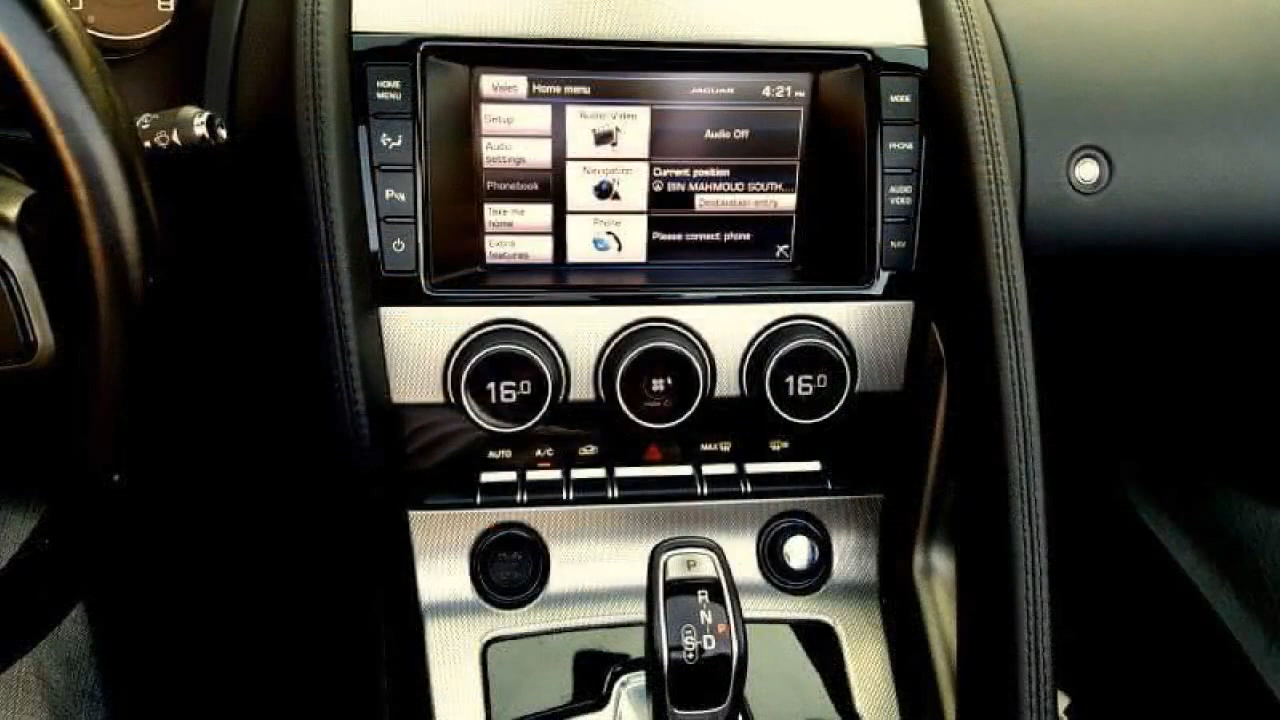 HOME
MENU
Valet
Home menu
JAGUAR
4:21 PM
MODE
Setup
Audio
settings
Phonebook
Take me
home
Extra
features
Audio Video
Audio Off
Navigation
Current position
BIN MAHMOUD SOUTH...
Destination entry
Phone
Please connect phone
PHONE
AUDIO
VIDEO
NAV
P
16.0
16.0
AUTO
A/C
MAX
P
R
N
D
S
P